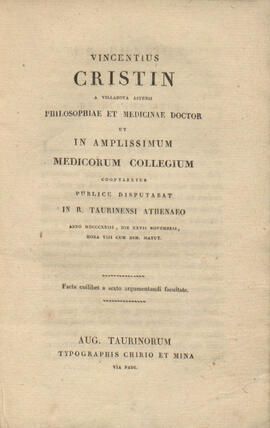 VINCENTIUS
CRISTIN
A VILLANOVA ASTENSI
PHILOSOPHIAE ET MEDICINAE DOCTOR
UT
IN AMPLISSIMUM
MEDICORUM COLLEGIUM
COOPTARETUR
PUBLICE DISPUTABAT
IN R. TAURINENSI ATHENAEO
ANNO MDCCCXXIII, DIE XXVII NOVEMBRIS,
HORA VIII CUM DIM. MATUT.
Facta cuilibet a sexto argumentandi facultate.
AUG. TAURINORUM
TYPOGRAPHIS CHIRIO ET MINA
VIA PADI.